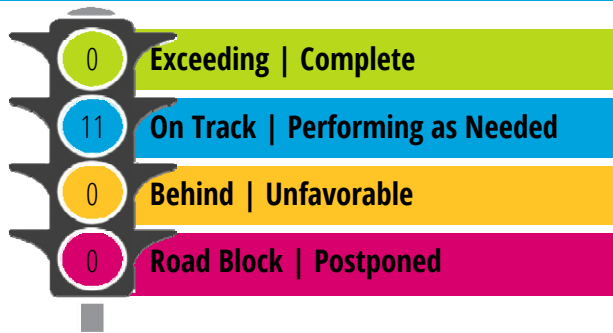 0 Exceeding | Complete
11 On Track | Performing as Needed
0 Behind | Unfavorable
0 Road Block | Postponed